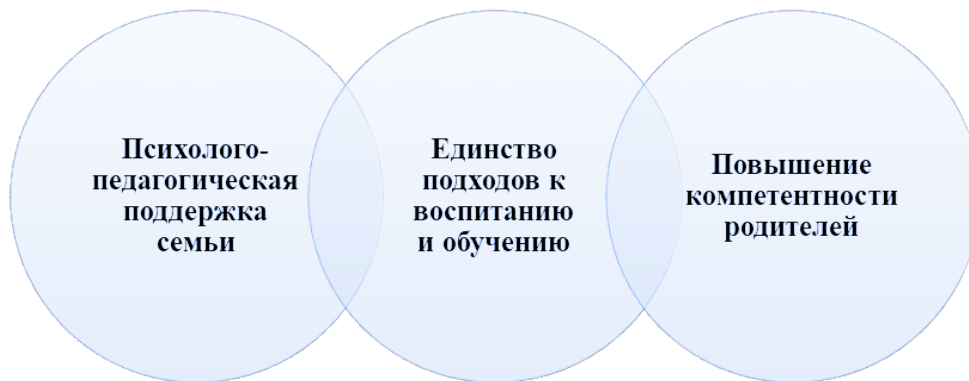 Психолого-
педагогическая
поддержка
семьи
Единство
подходов к
воспитанию
и обучению
Повышение
компетентности
родителей